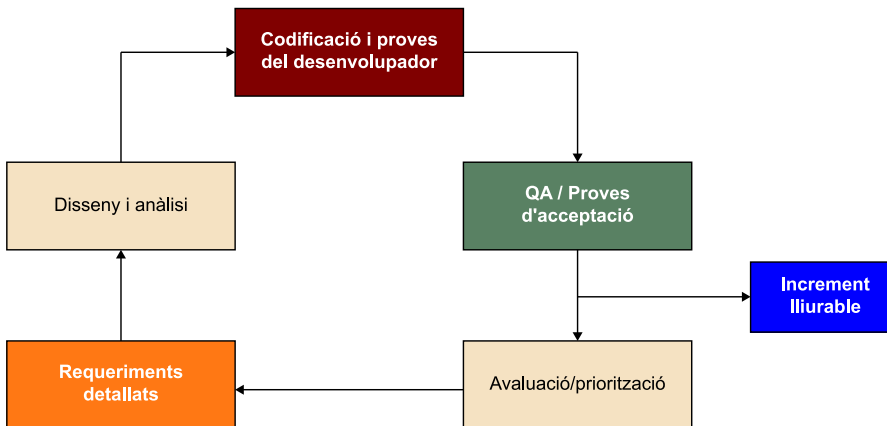 Codificació i proves
del desenvolupador
Disseny i anàlisi
QA / Proves
d'acceptació
Increment
lliurable
Requeriments
detallats
Avaluació/priorització